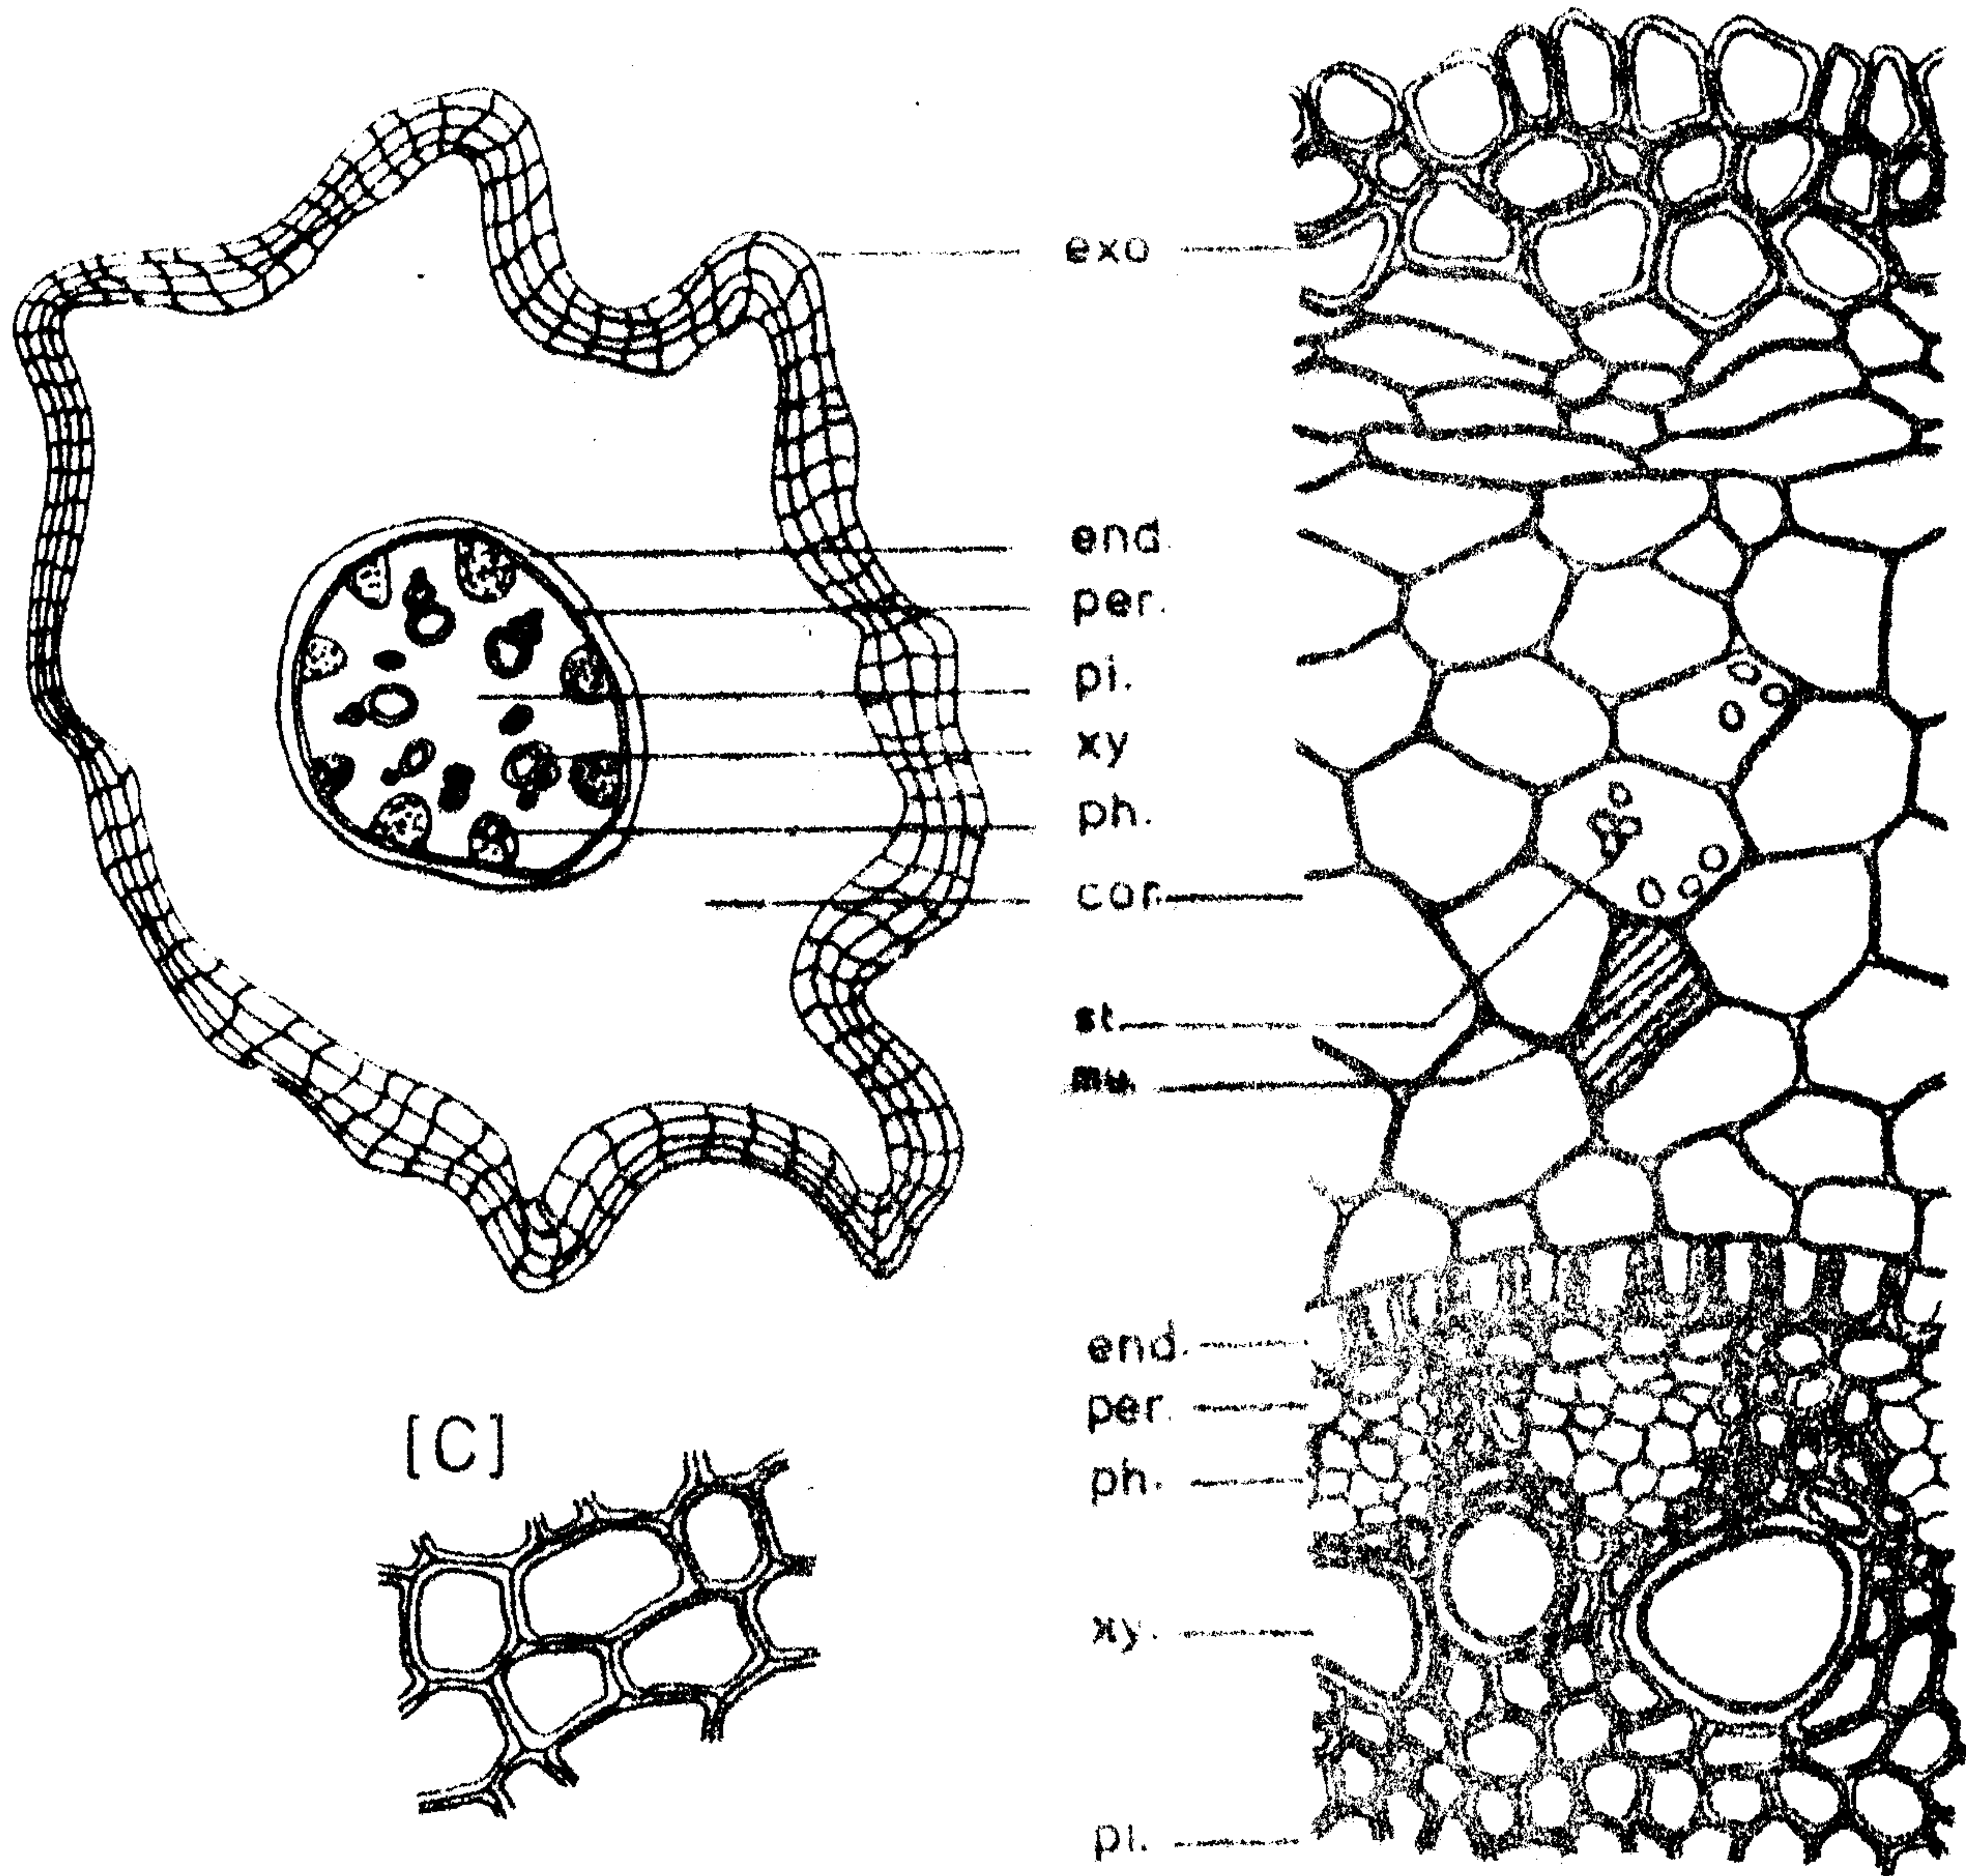 exo
end.
per.
pi.
xy
ph.
cor.
st.
mu.
end.
per.
ph.
xy.
pi.
[C]